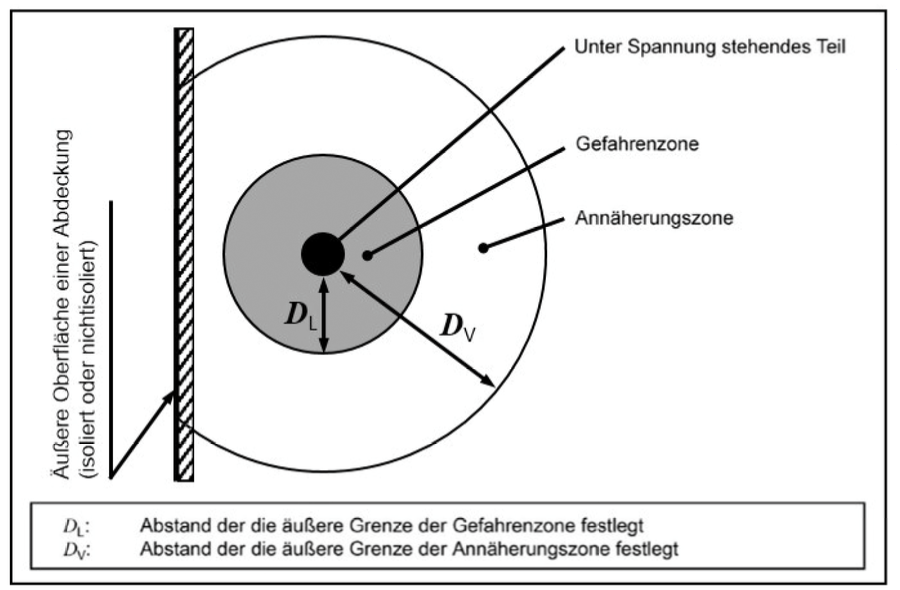 Unter Spannung stehendes Teil
Gefahrenzone
Annäherungszone
Äußere Oberfläche einer Abdeckung
(isoliert oder nichtisoliert)
DL
DV
DL: Abstand der die äußere Grenze der Gefahrenzone festlegt
DV: Abstand der die äußere Grenze der Annäherungszone festlegt